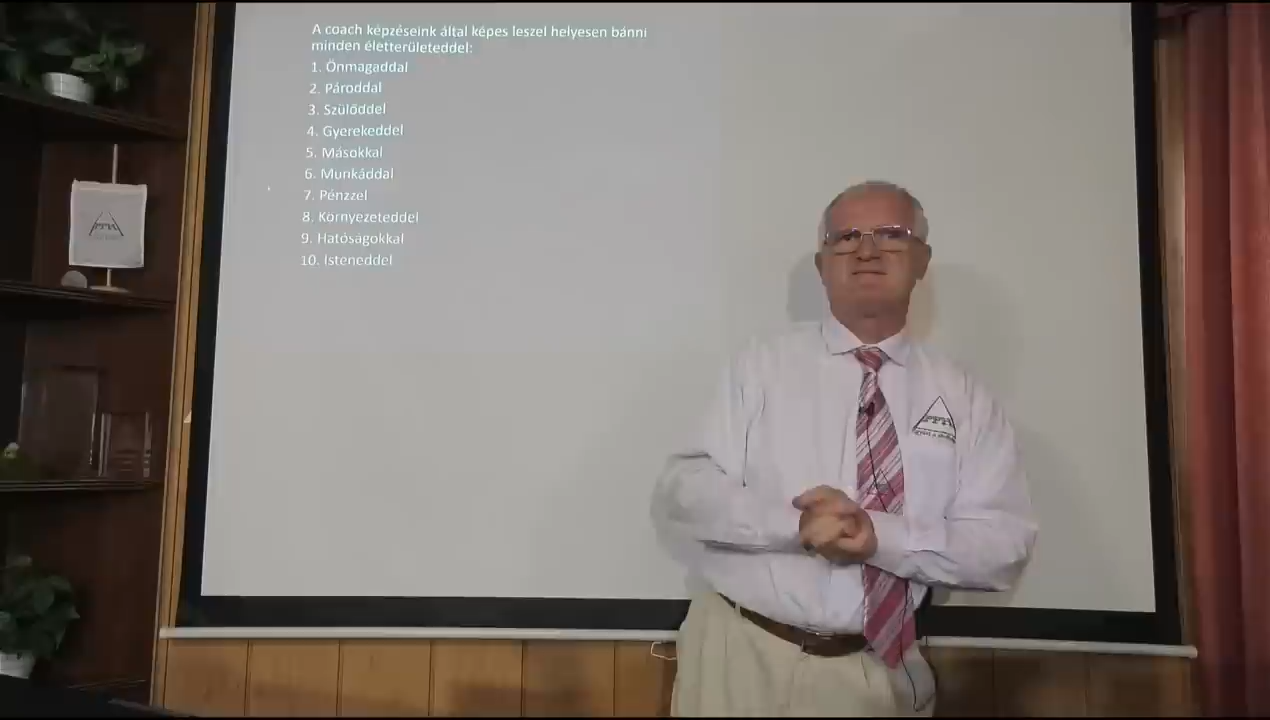 A coach képzéseink által képes leszel helyesen bánni
minden életterületeddel:
1. Önmagaddal
2. Pároddal
3. Szülőddel
4. Gyerekeddel
5. Másokkal
6. Munkáddal
7. Pénzzel
8. Környezeteddel
9. Hatóságokkal
10. Isteneddel